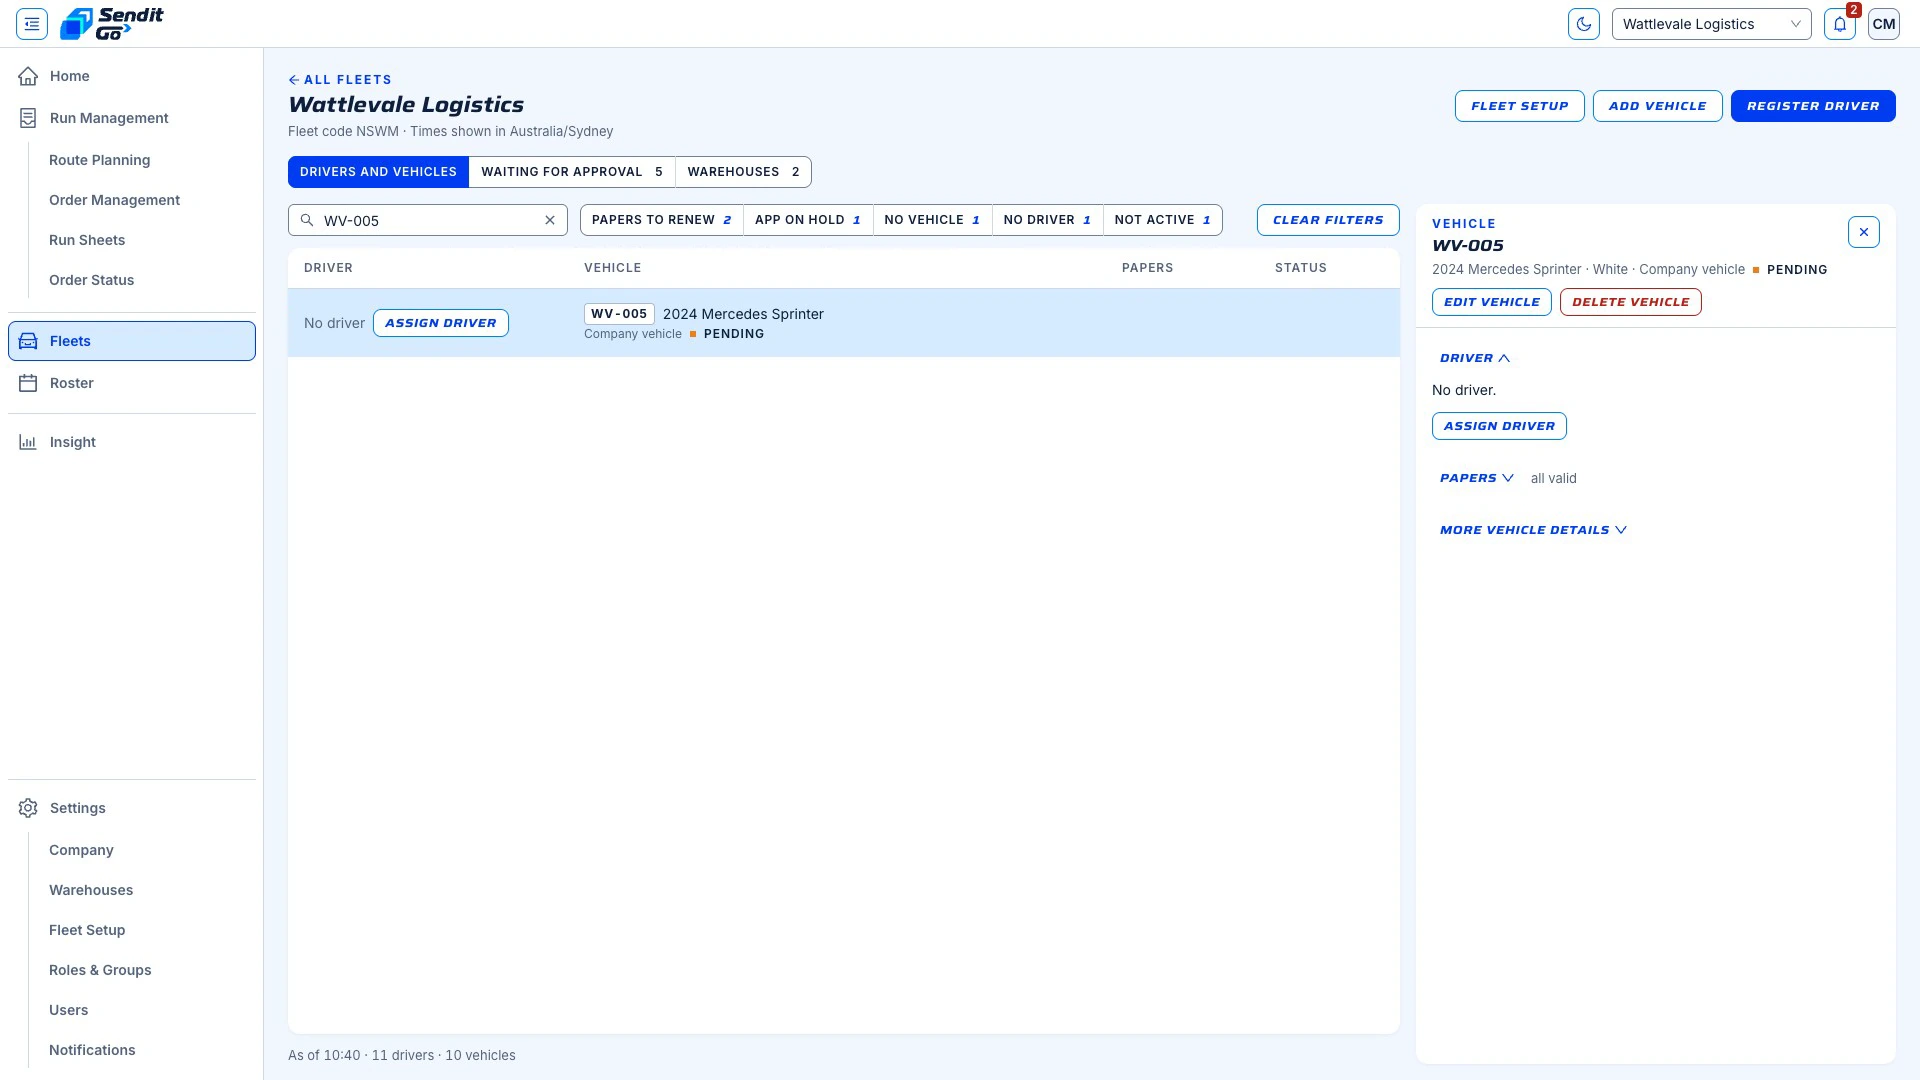 Sendit
Go
Wattlevale Logistics
2
CM
Home
Run Management
Route Planning
Order Management
Run Sheets
Order Status
Fleets
Roster
Insight
Settings
Company
Warehouses
Fleet Setup
Roles & Groups
Users
Notifications
ALL FLEETS
Wattlevale Logistics
Fleet code NSWM · Times shown in Australia/Sydney
FLEET SETUP
ADD VEHICLE
REGISTER DRIVER
DRIVERS AND VEHICLES
WAITING FOR APPROVAL 5
WAREHOUSES 2
WV-005
PAPERS TO RENEW 2
APP ON HOLD 1
NO VEHICLE 1
NO DRIVER 1
NOT ACTIVE 1
CLEAR FILTERS
DRIVER VEHICLE PAPERS STATUS
No driver ASSIGN DRIVER
WV-005 2024 Mercedes Sprinter
Company vehicle PENDING
As of 10:40 · 11 drivers · 10 vehicles
VEHICLE
WV-005
2024 Mercedes Sprinter · White · Company vehicle PENDING
EDIT VEHICLE DELETE VEHICLE
DRIVER
No driver.
ASSIGN DRIVER
PAPERS all valid
MORE VEHICLE DETAILS